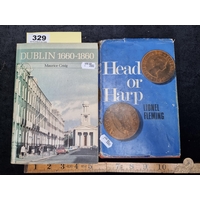 329
DUBLIN 1660-1860
Maurice Craig
Head
or
Harp
LIONEL
FLEMING